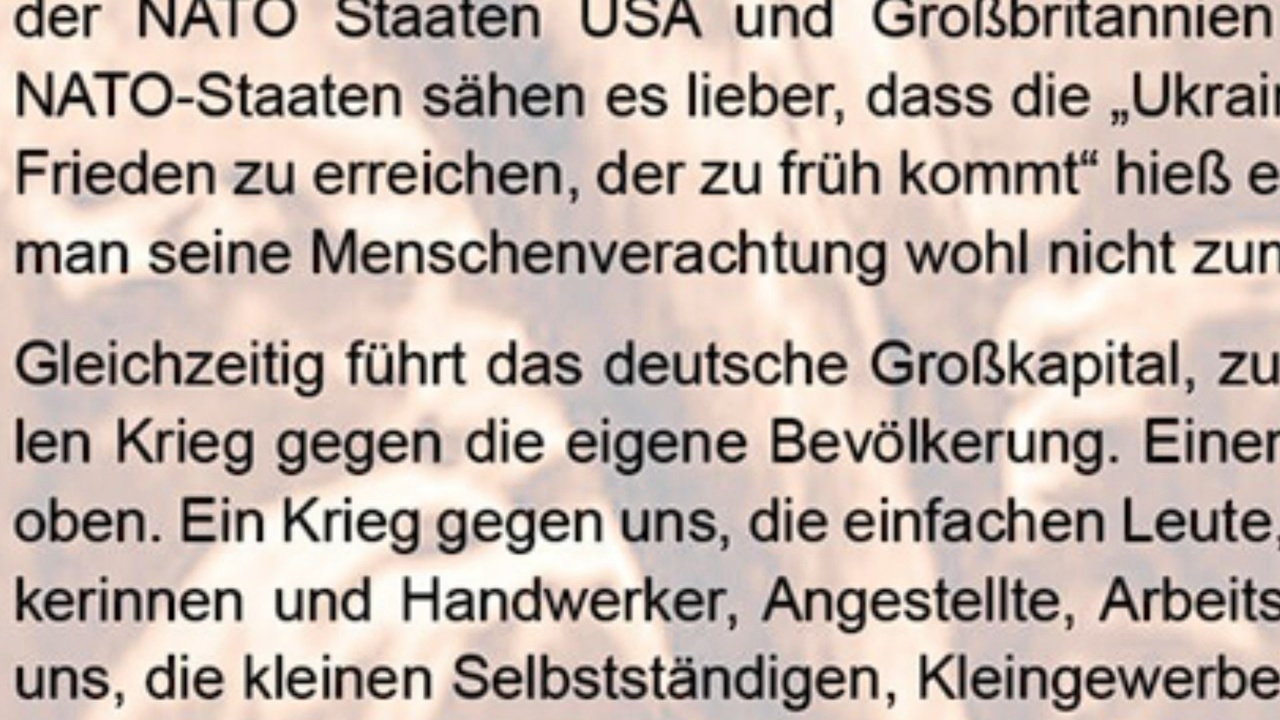 der NATO Staaten USA und Großbritannien
NATO-Staaten sähen es lieber, dass die „Ukrain
Frieden zu erreichen, der zu früh kommt“ hieß e
man seine Menschenverachtung wohl nicht zum
Gleichzeitig führt das deutsche Großkapital, zu
len Krieg gegen die eigene Bevölkerung. Einen
oben. Ein Krieg gegen uns, die einfachen Leute,
kerinnen und Handwerker, Angestellte, Arbeits
uns, die kleinen Selbstständigen, Kleingewerbe